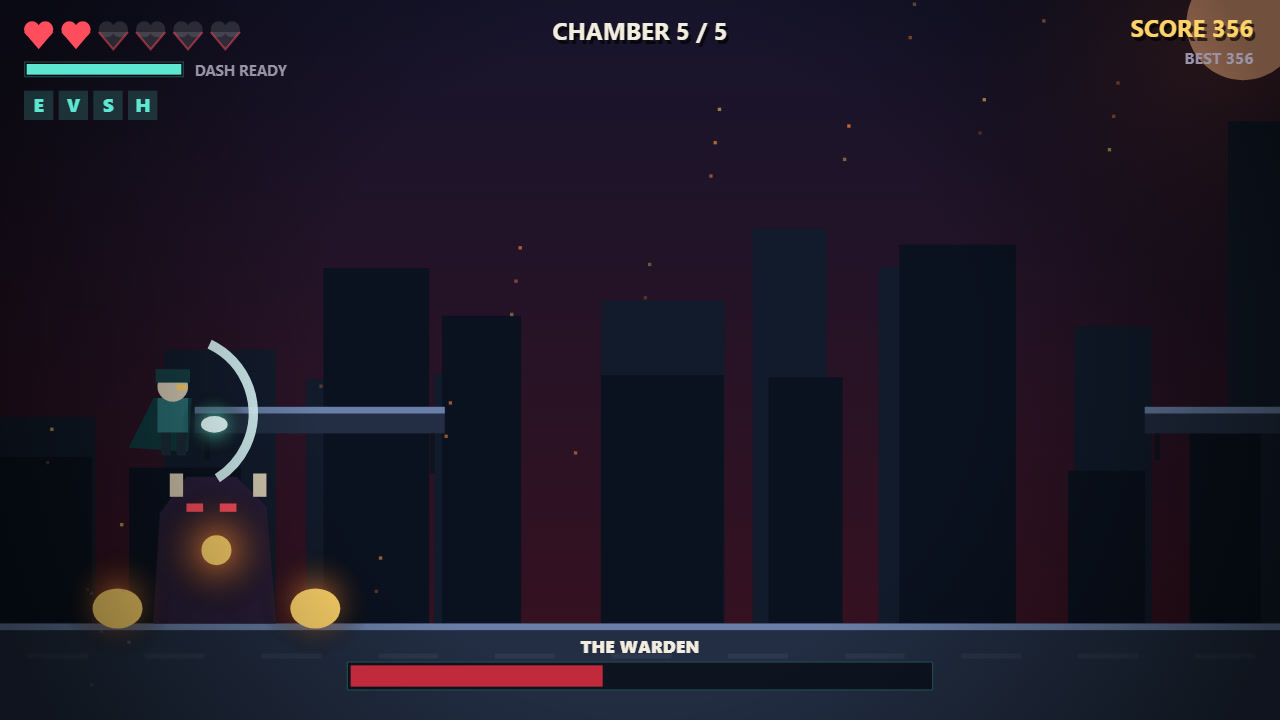 CHAMBER 5 / 5
SCORE 356
BEST 356
DASH READY
E V S H
THE WARDEN